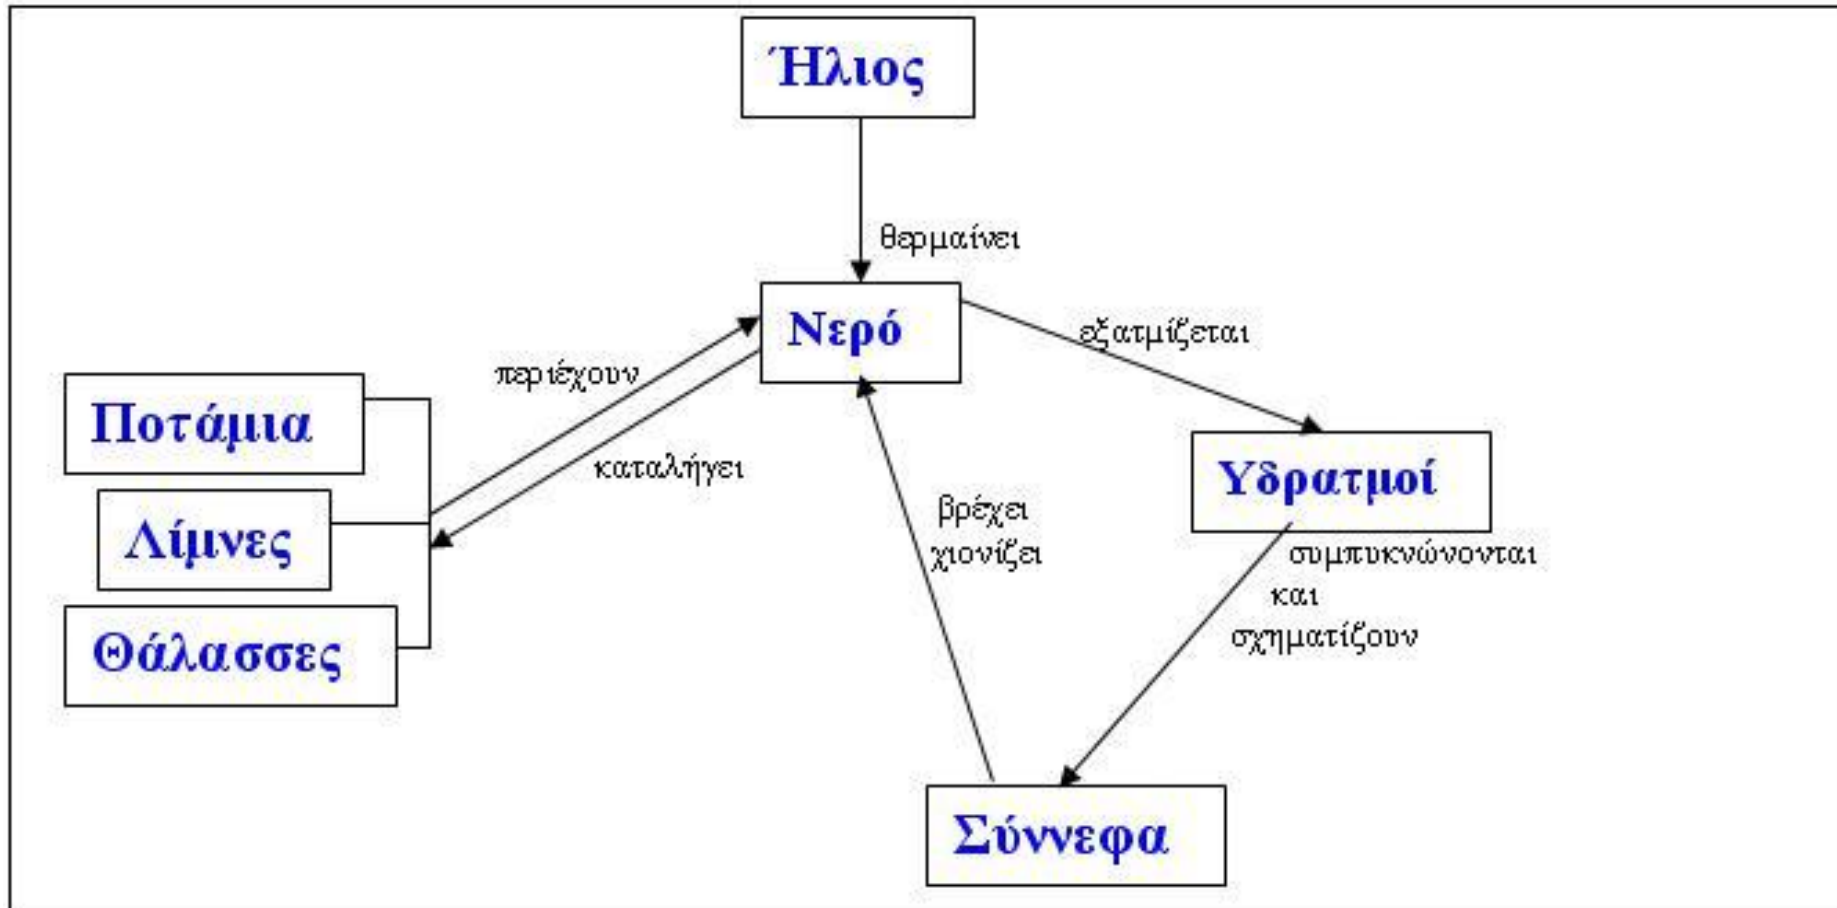 Ήλιος
θερμαίνει
Νερό
εξατμίζεται
περιέχουν
Ποτάμια
καταλήγει
Υδρατμοί
Λίμνες
βρέχει
χιονίζει
συμπυκνώνονται
και
σχηματίζουν
Θάλασσες
Σύννεφα